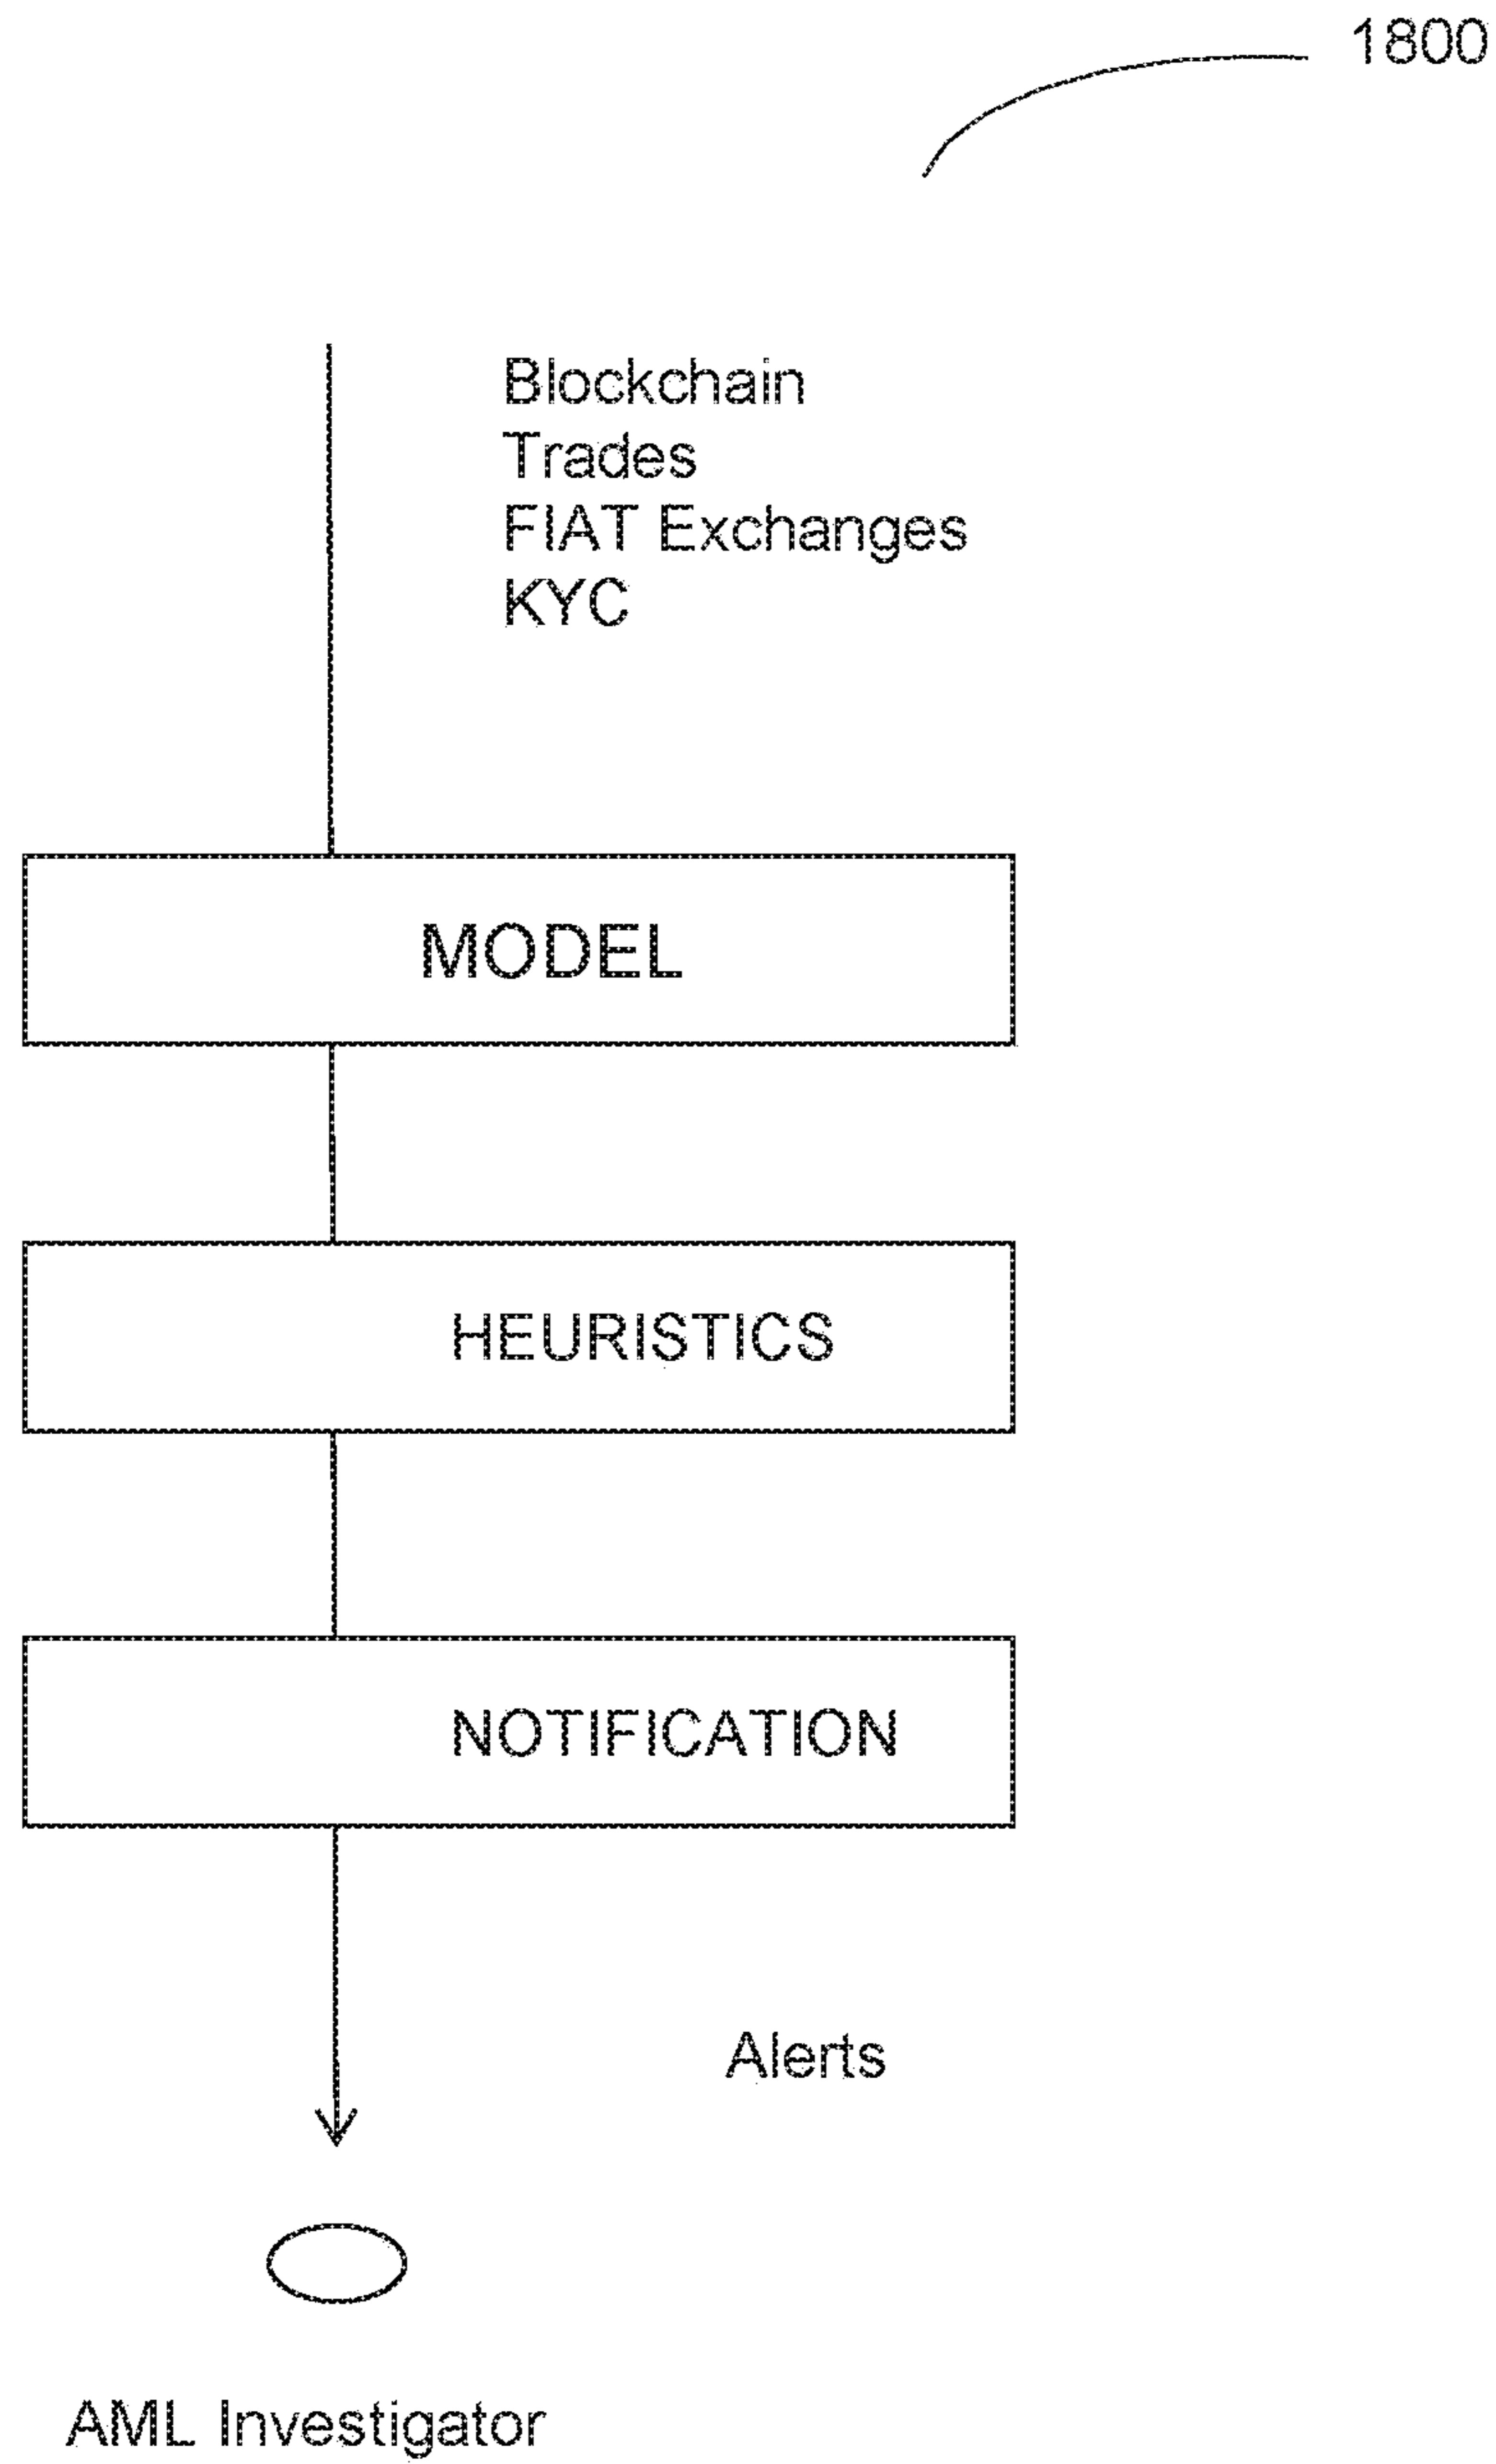 1800
Blockchain
Trades
FIAT Exchanges
KYC
MODEL
HEURISTICS
NOTIFICATION
Alerts
AML Investigator